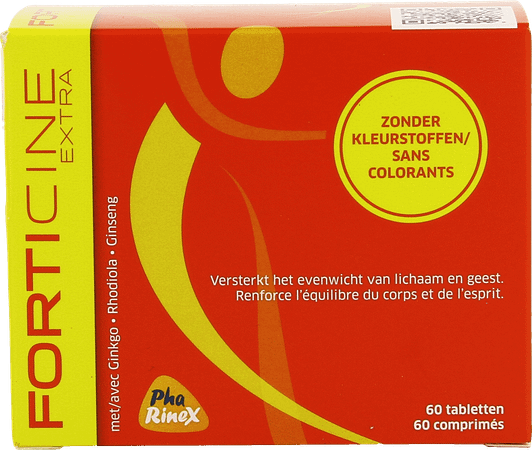 FORTICINE
EXTRA
met/avec Ginkgo • Rhodiola • Ginseng
ZONDER
KLEURSTOFFEN/
SANS
COLORANTS
Versterkt het evenwicht van lichaam en geest.
Renforce l'équilibre du corps et de l'esprit.
Pha
RineX
60 tabletten
60 comprimés